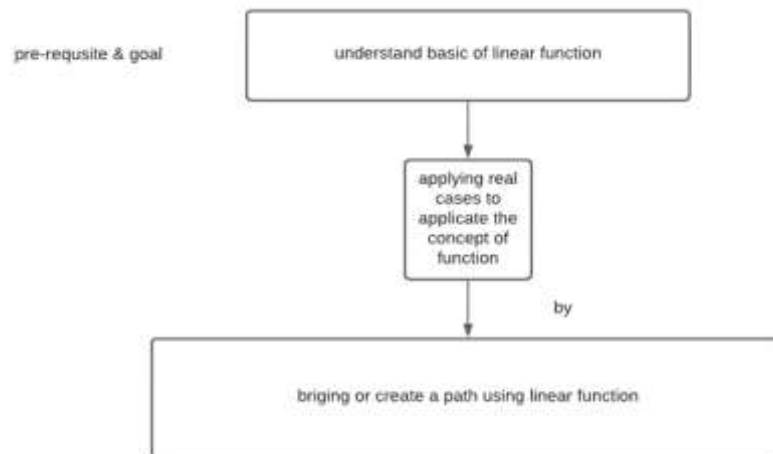 pre-requsite & goal
understand basic of linear function
applying real
cases to
applicate the
concept of
function
by
briging or create a path using linear function